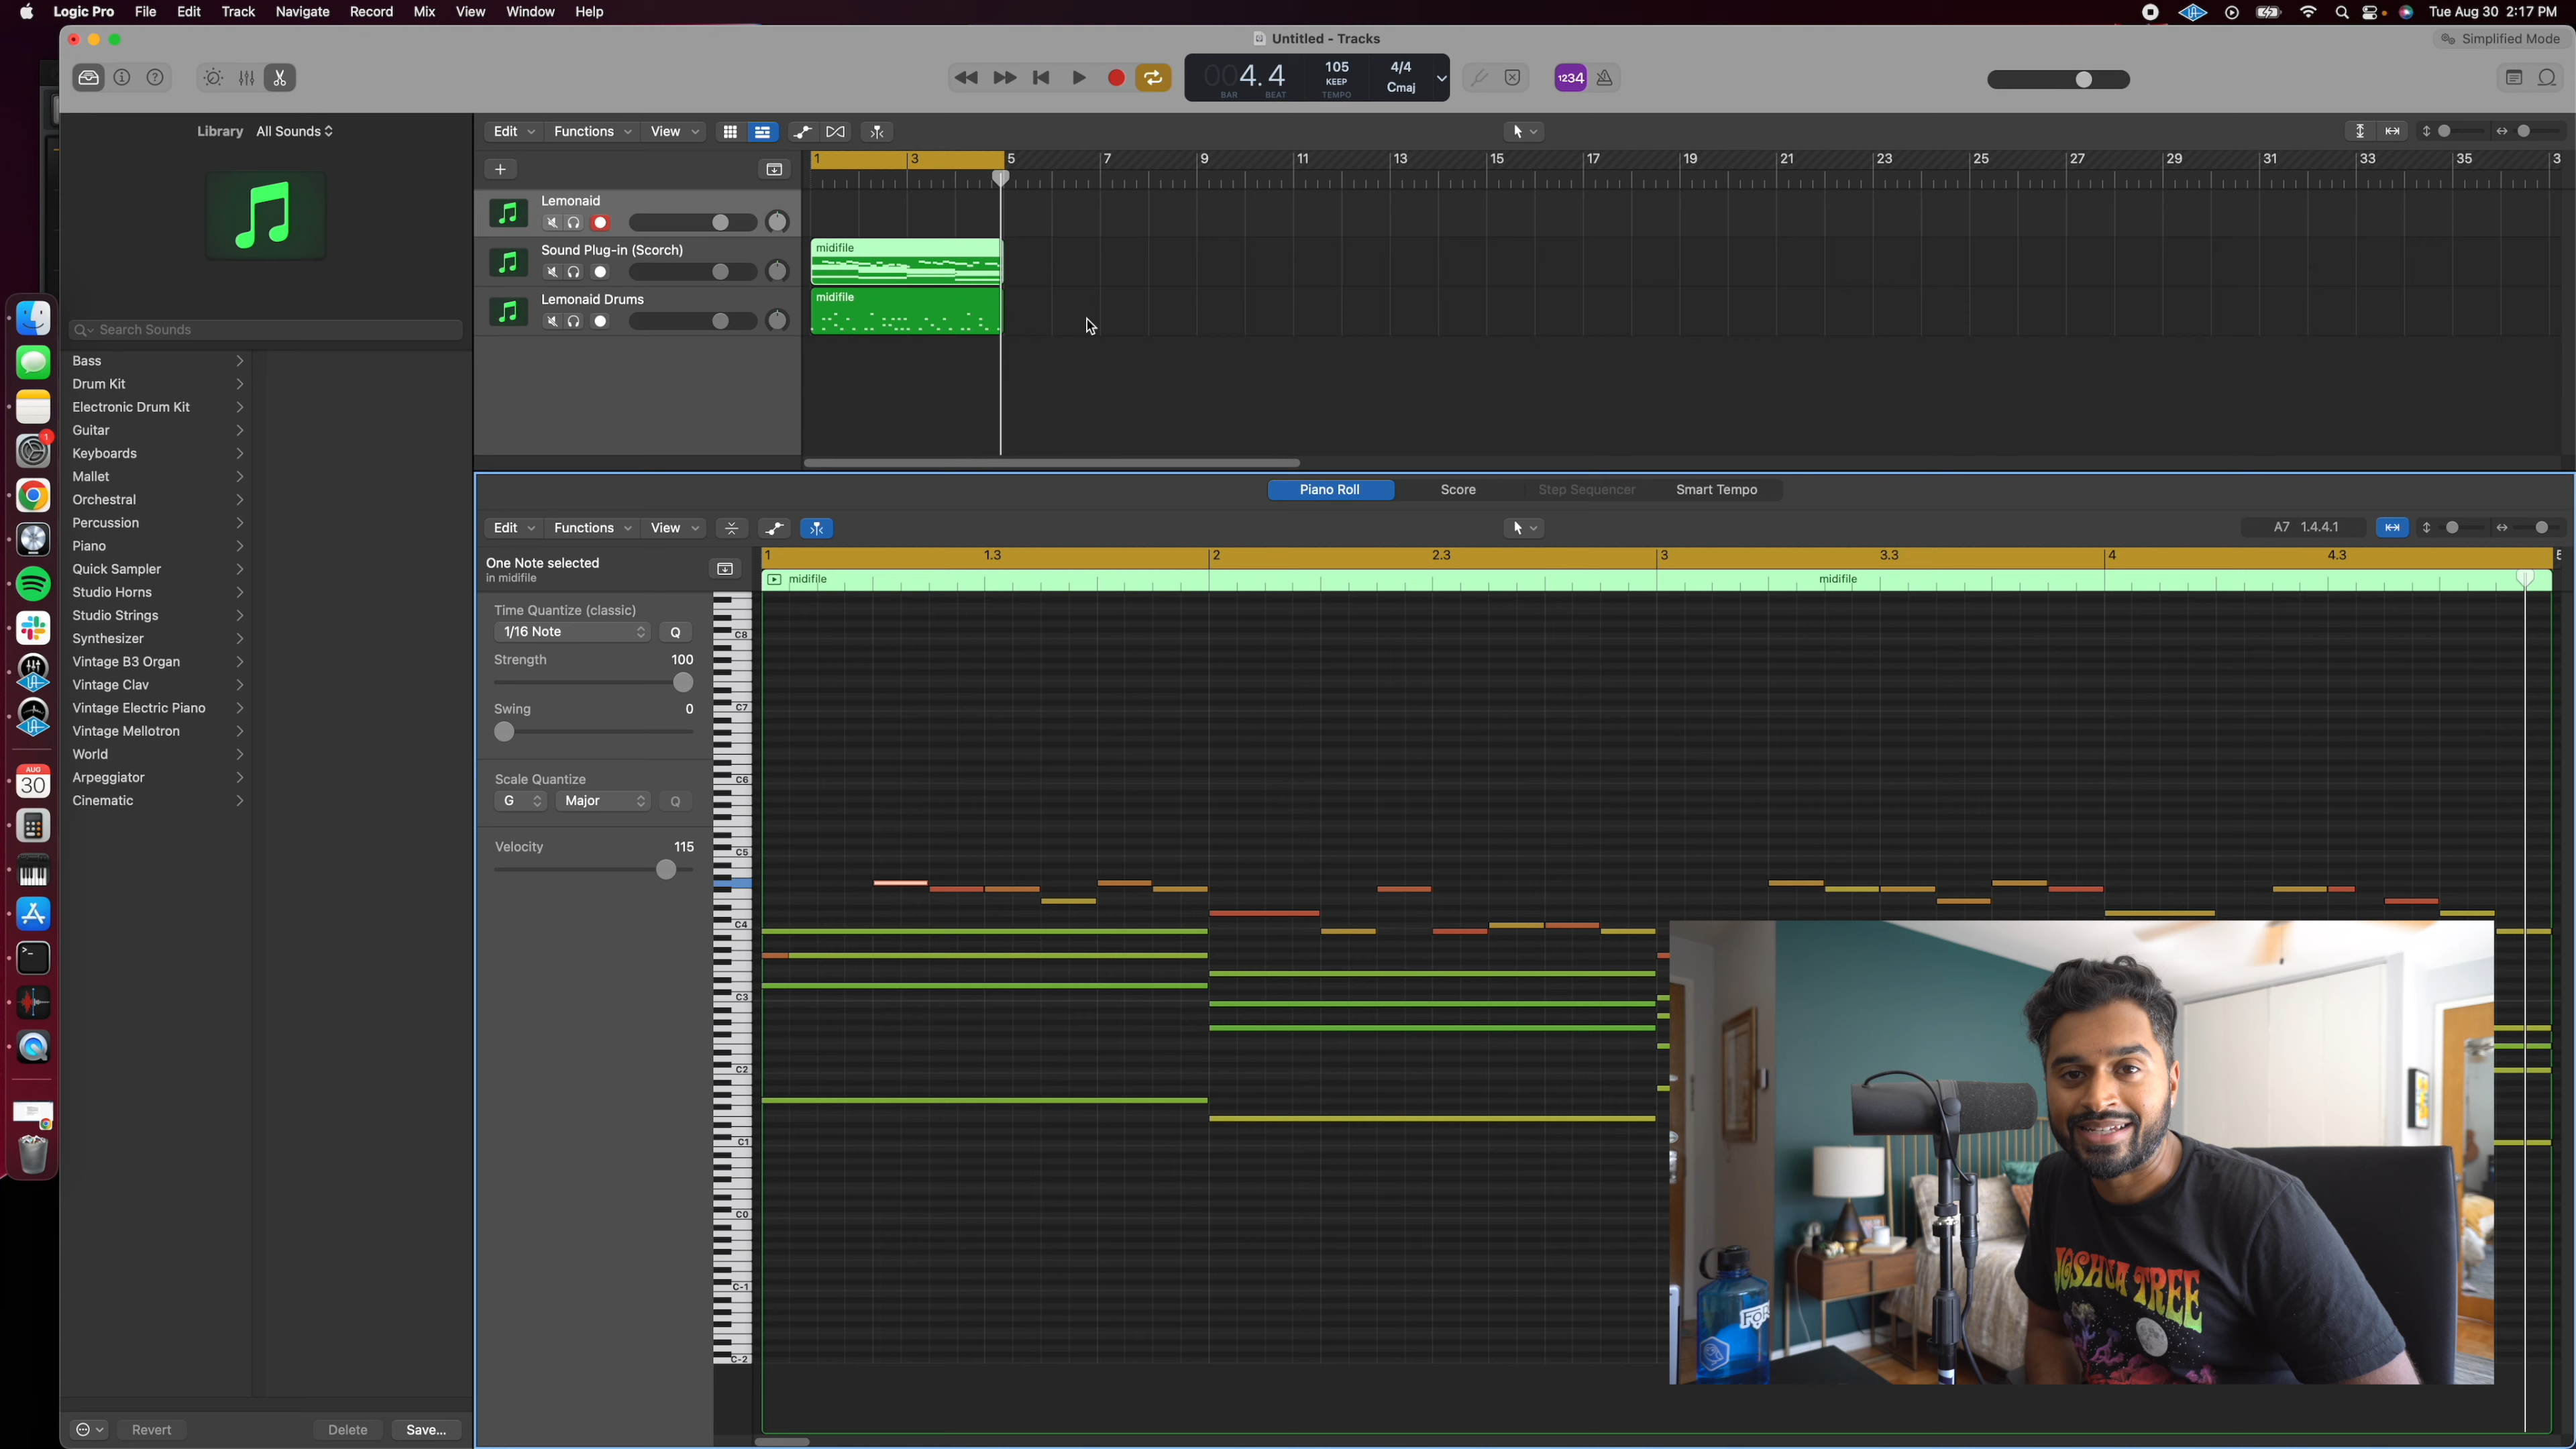 Logic Pro File Edit Track Navigate Record Mix View Window Help
Tue Aug 30 2:17 PM
Untitled - Tracks
Simplified Mode
004. 4
BAR BEAT
105
KEEP
TEMPO
4/4
Cmaj
1234
Library All Sounds
Edit Functions View
1 3 5 7 9 11 13 15 17 19 21 23 25 27 29 31 33 35 3
Lemonaid
Sound Plug-in (Scorch)
midifile
Lemonaid Drums
midifile
Search Sounds
Bass
Drum Kit
Electronic Drum Kit
Guitar
Keyboards
Mallet
Orchestral
Percussion
Piano
Quick Sampler
Studio Horns
Studio Strings
Synthesizer
Vintage B3 Organ
Vintage Clav
Vintage Electric Piano
Vintage Mellotron
World
Arpeggiator
Cinematic
Revert
Delete
Save...
1
AUG
30
Piano Roll Score Step Sequencer Smart Tempo
Edit Functions View
A7 1.4.4.1
One Note selected
in midifile
1 1.3 2 2.3 3 3.3 4 4.3
midifile
midifile
Time Quantize (classic)
1/16 Note
Q
Strength 100
Swing 0
Scale Quantize
G Major Q
Velocity 115
C8
C7
C6
C5
C4
C3
C2
C1
C0
C-1
C-2
JOSHUA TREE
FOR